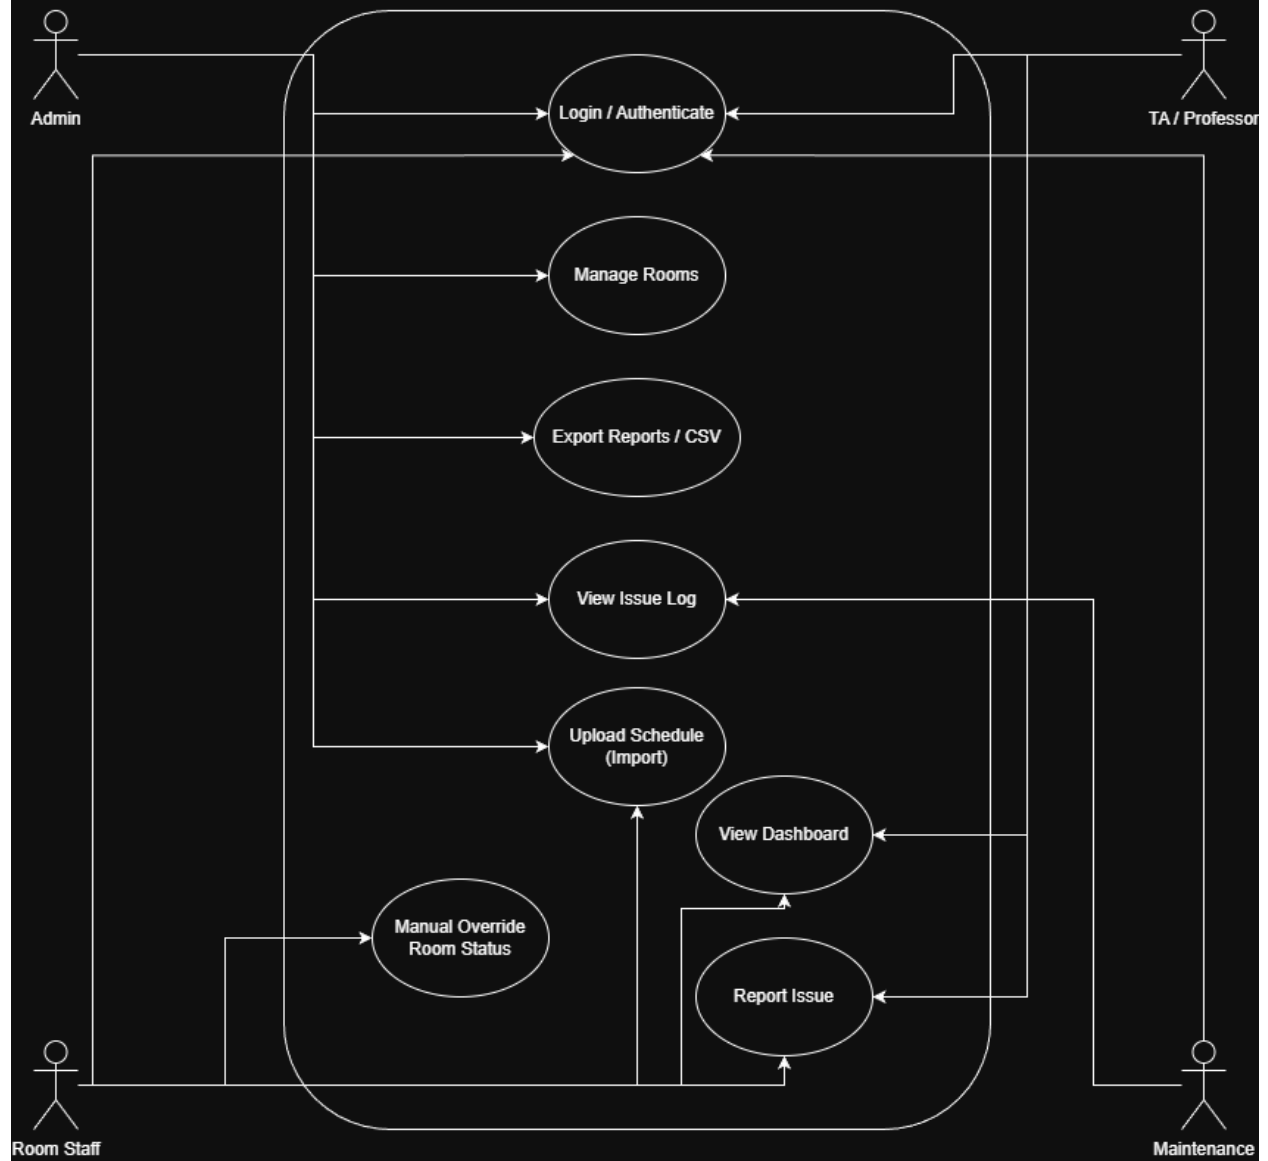 Admin
TA / Professor
Login / Authenticate
Manage Rooms
Export Reports / CSV
View Issue Log
Upload Schedule
(Import)
View Dashboard
Manual Override
Room Status
Report Issue
Room Staff
Maintenance